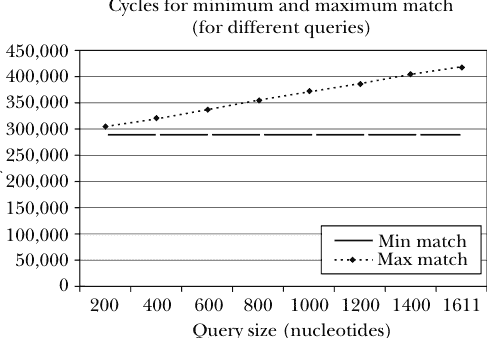 Cycles for minimum and maximum match
(for different queries)
450,000
400,000
350,000
300,000
250,000
200,000
150,000
100,000
50,000
0
Min match
Max match
200 400 600 800 1000 1200 1400 1611
Query size (nucleotides)